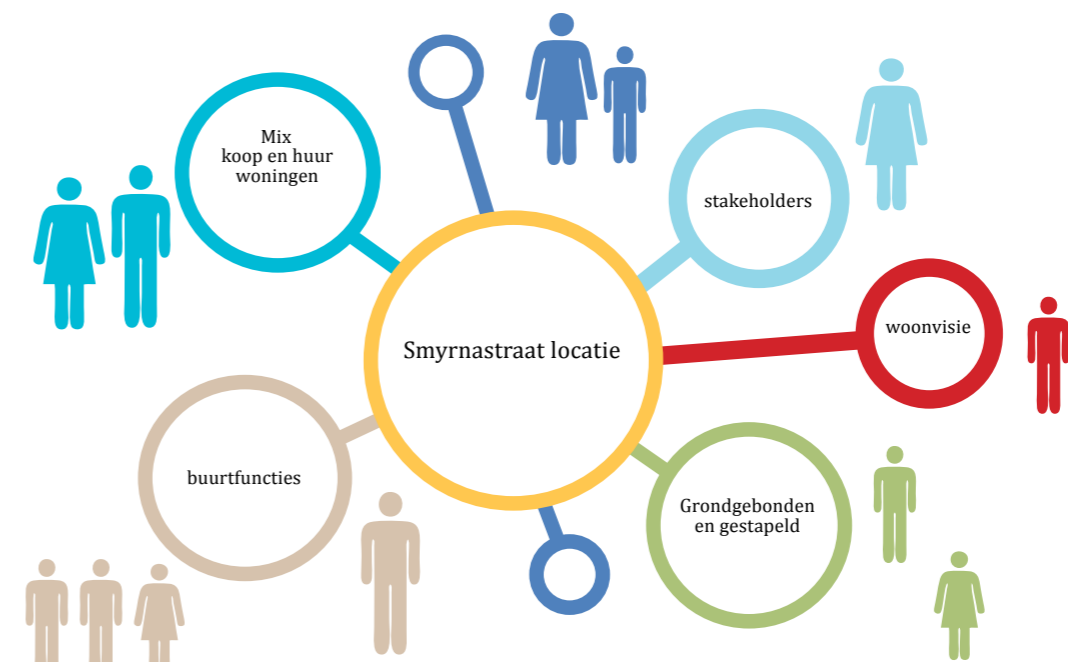 Mix
koop en huur
woningen
stakeholders
woonvisie
Smyrnastraat locatie
buurtfuncties
Grondgebonden
en gestapeld